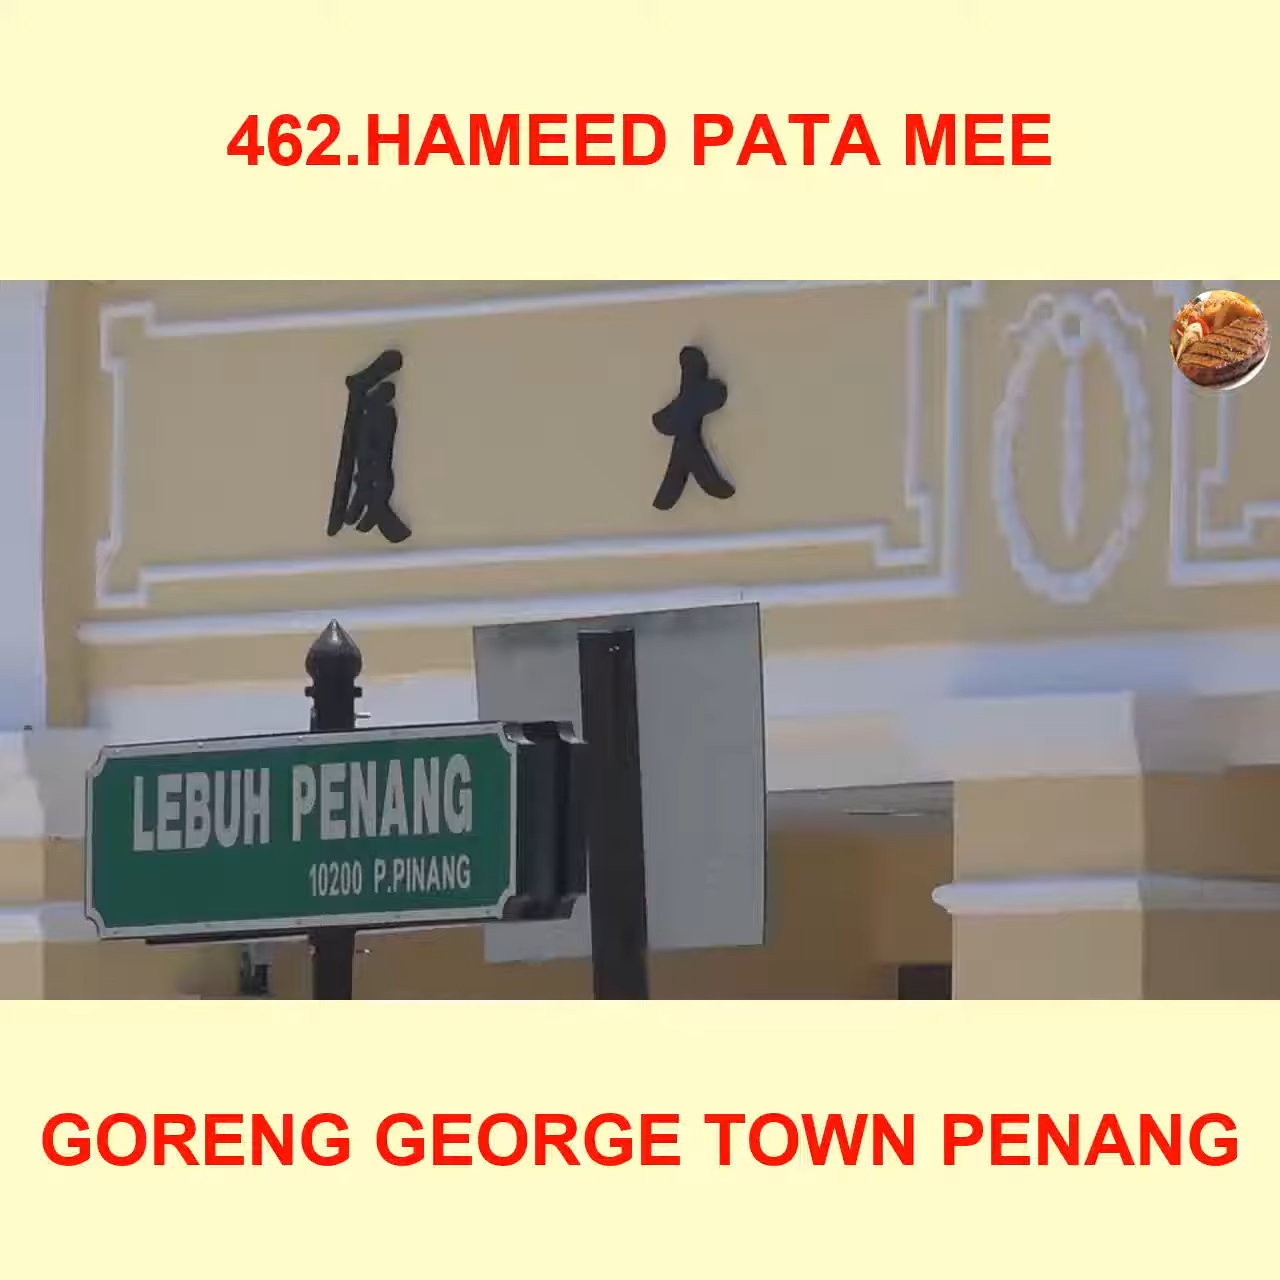 462.HAMEED PATA MEE
厦 大
LEBUH PENANG
10200 P.PINANG
GORENG GEORGE TOWN PENANG